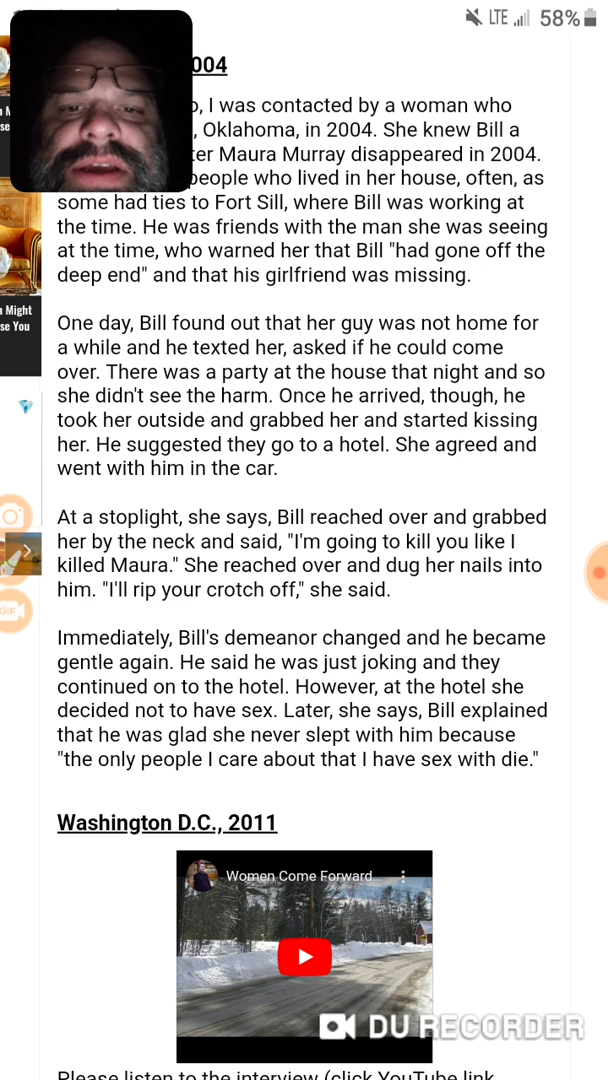 LTE 58%
004
o, I was contacted by a woman who
, Oklahoma, in 2004. She knew Bill a
ter Maura Murray disappeared in 2004.
people who lived in her house, often, as
some had ties to Fort Sill, where Bill was working at
the time. He was friends with the man she was seeing
at the time, who warned her that Bill "had gone off the
deep end" and that his girlfriend was missing.
n Might
se You
One day, Bill found out that her guy was not home for
a while and he texted her, asked if he could come
over. There was a party at the house that night and so
she didn't see the harm. Once he arrived, though, he
took her outside and grabbed her and started kissing
her. He suggested they go to a hotel. She agreed and
went with him in the car.
At a stoplight, she says, Bill reached over and grabbed
her by the neck and said, "I'm going to kill you like I
killed Maura." She reached over and dug her nails into
him. "I'll rip your crotch off," she said.
GIF
Immediately, Bill's demeanor changed and he became
gentle again. He said he was just joking and they
continued on to the hotel. However, at the hotel she
decided not to have sex. Later, she says, Bill explained
that he was glad she never slept with him because
"the only people I care about that I have sex with die."
Washington D.C., 2011
Women Come Forward...
DU RECORDER
Please listen to the interview (click YouTube link